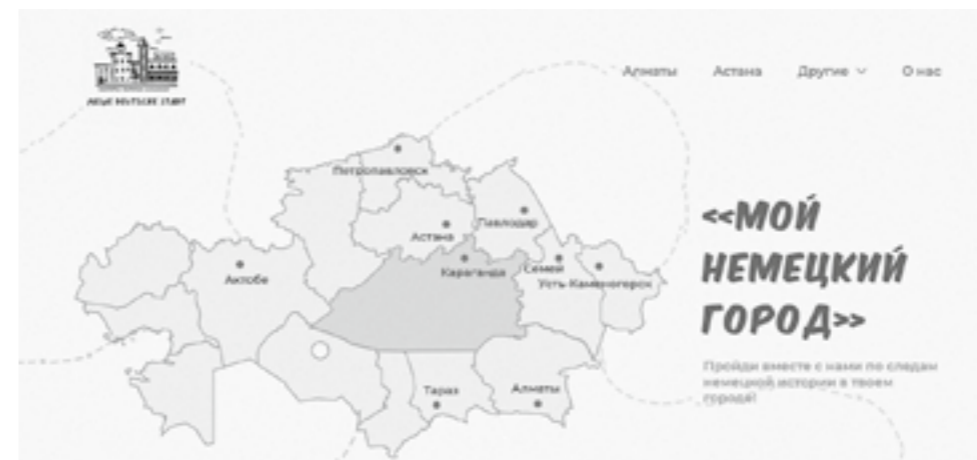 Алматы Астана Другие О нас
Петропавловск
Павлодар
Астана
Караганда
Семей
Усть-Каменогорск
Актобе
Тараз
Алматы
«МОЙ
НЕМЕЦКИЙ
ГОРОД»
Пройди вместе с нами по следам
немецкой истории в твоем
городе!